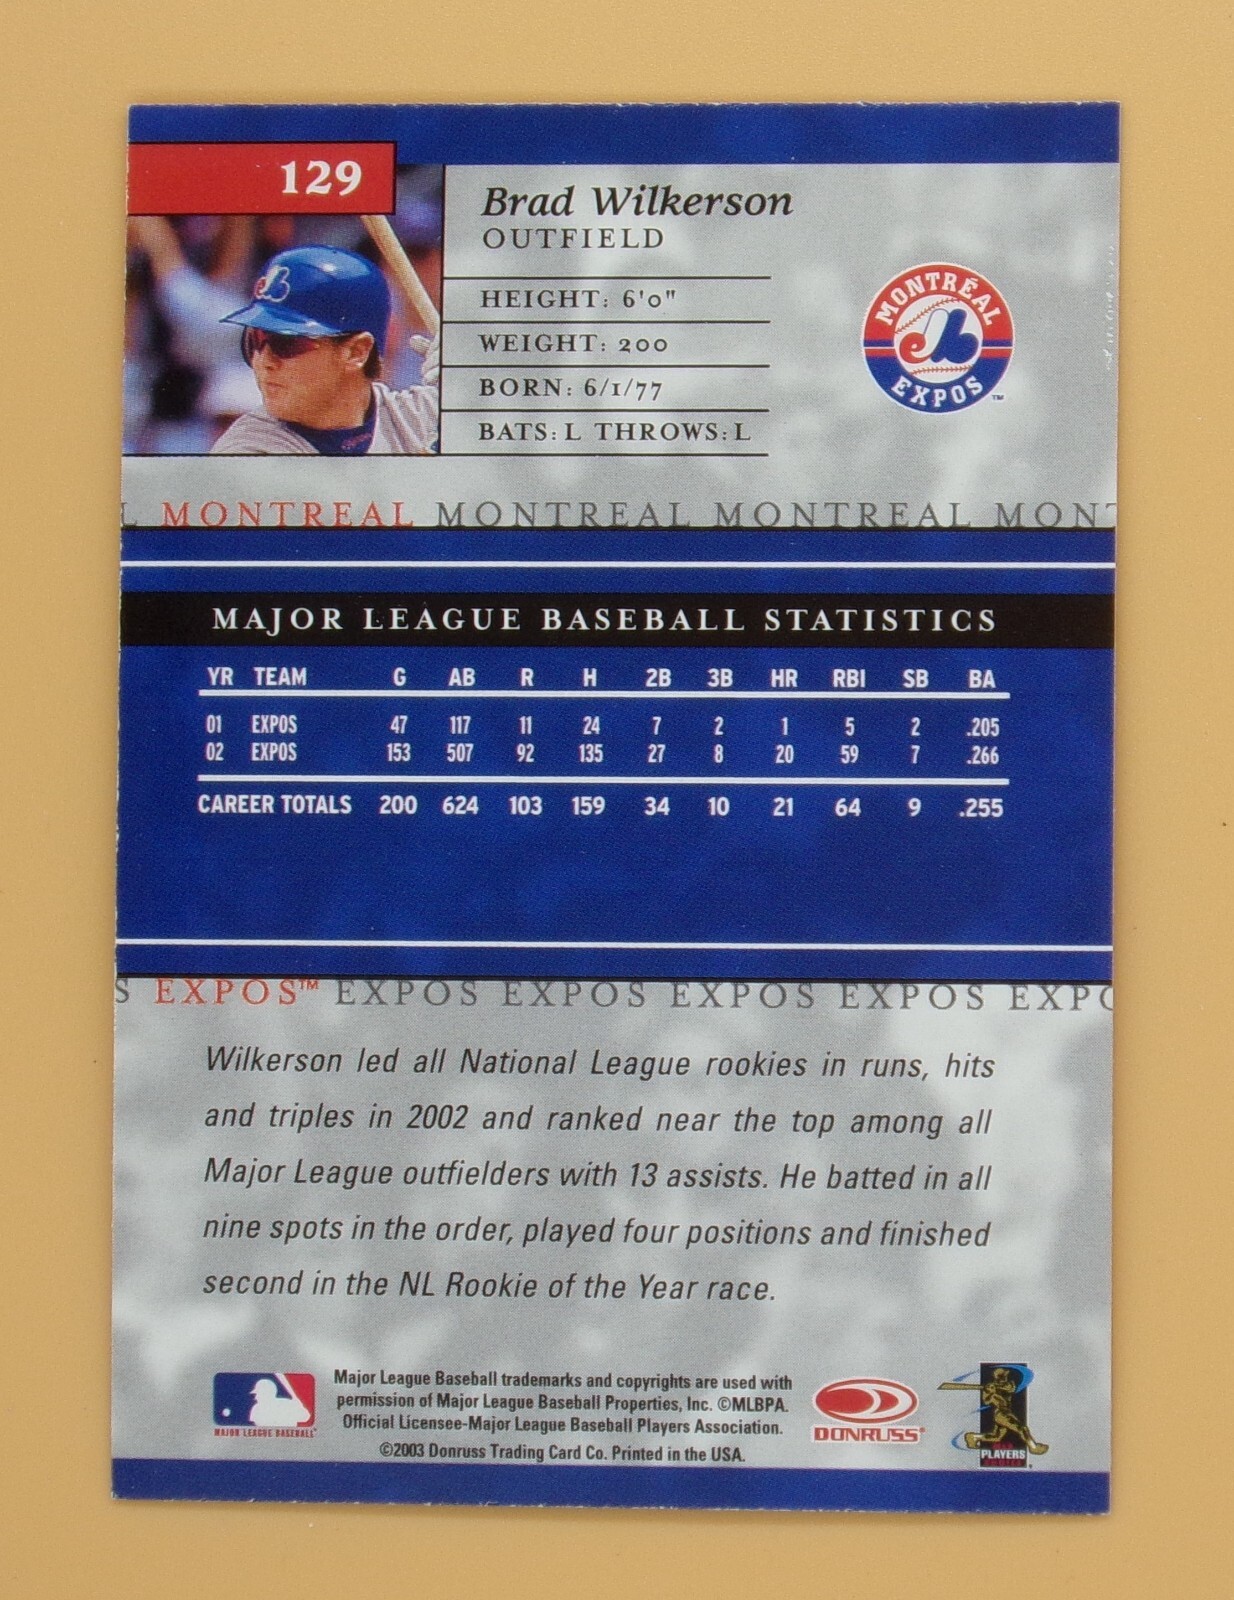 129
Brad Wilkerson
OUTFIELD
HEIGHT: 6'0"
WEIGHT: 200
BORN: 6/1/77
BATS: L THROWS: L
MONTRÉAL
EXPOS™
L MONTREAL MONTREAL MONTREAL MONT
MAJOR LEAGUE BASEBALL STATISTICS
YR TEAM G AB R H 2B 3B HR RBI SB BA
01 EXPOS 47 117 11 24 7 2 1 5 2 .205
02 EXPOS 153 507 92 135 27 8 20 59 7 .266
CAREER TOTALS 200 624 103 159 34 10 21 64 9 .255
S EXPOS™ EXPOS EXPOS EXPOS EXPOS EXPO
Wilkerson led all National League rookies in runs, hits
and triples in 2002 and ranked near the top among all
Major League outfielders with 13 assists. He batted in all
nine spots in the order, played four positions and finished
second in the NL Rookie of the Year race.
MAJOR LEAGUE BASEBALL
Major League Baseball trademarks and copyrights are used with
permission of Major League Baseball Properties, Inc. ©MLBPA.
Official Licensee-Major League Baseball Players Association.
©2003 Donruss Trading Card Co. Printed in the USA.
DONRUSS
PLAYERS